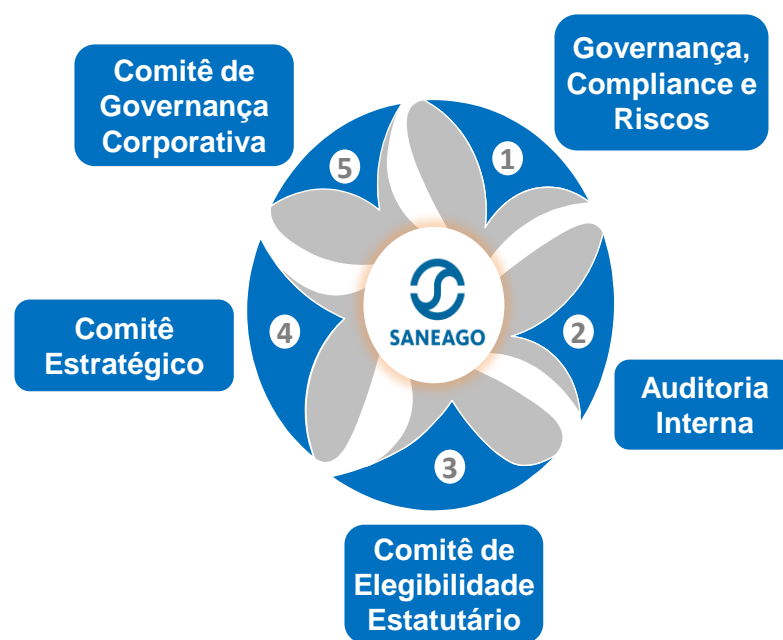 Governança,
Compliance e
Riscos
1
2
Auditoria
Interna
3
Comitê de
Elegibilidade
Estatutário
4
Comitê
Estratégico
5
Comitê de
Governança
Corporativa
SANEAGO